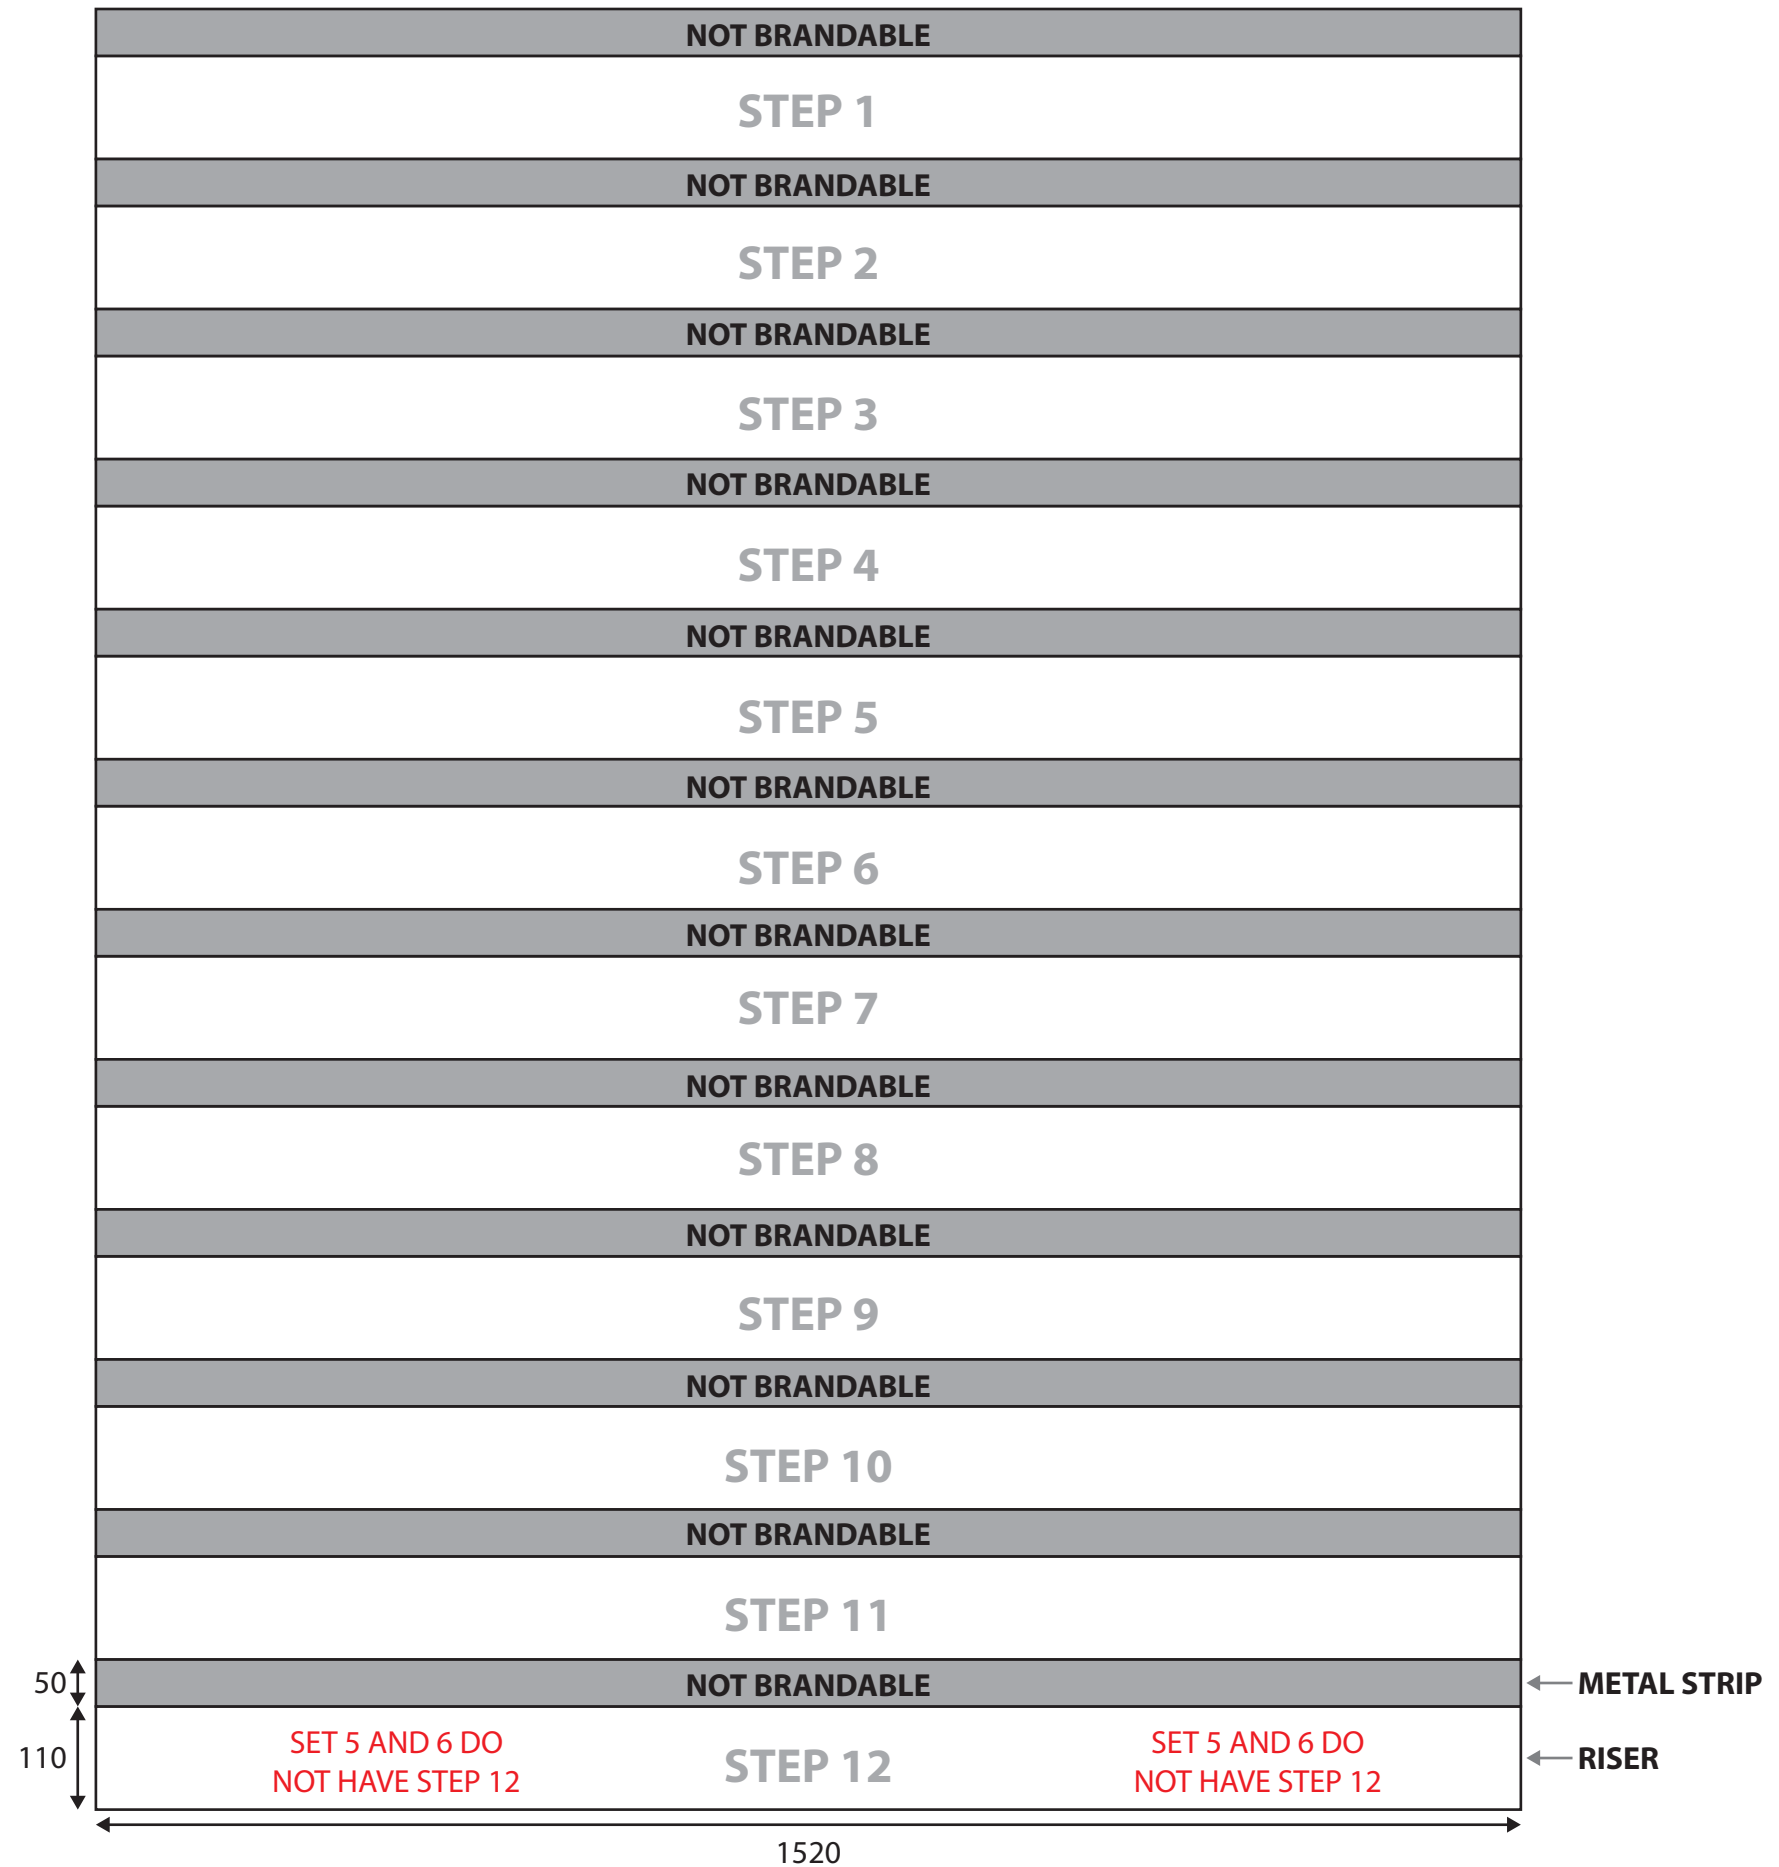 NOT BRANDABLE
STEP 1
NOT BRANDABLE
STEP 2
NOT BRANDABLE
STEP 3
NOT BRANDABLE
STEP 4
NOT BRANDABLE
STEP 5
NOT BRANDABLE
STEP 6
NOT BRANDABLE
STEP 7
NOT BRANDABLE
STEP 8
NOT BRANDABLE
STEP 9
NOT BRANDABLE
STEP 10
NOT BRANDABLE
STEP 11
50
NOT BRANDABLE
METAL STRIP
110
SET 5 AND 6 DO
NOT HAVE STEP 12
STEP 12
SET 5 AND 6 DO
NOT HAVE STEP 12
RISER
1520